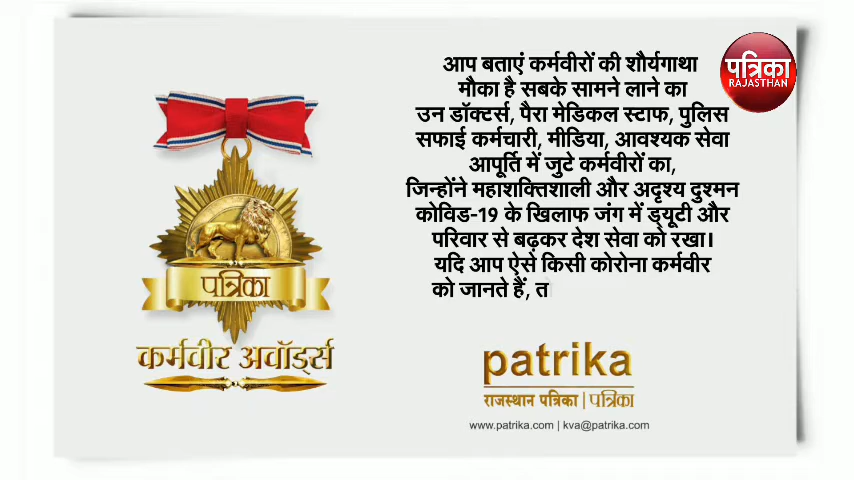 आप बताएं कर्मवीरों की शौर्यगाथा
मौका है सबके सामने लाने का
उन डॉक्टर्स, पैरा मेडिकल स्टाफ, पुलिस
सफाई कर्मचारी, मीडिया, आवश्यक सेवा
आपूर्ति में जुटे कर्मवीरों का,
जिन्होंने महाशक्तिशाली और अदृश्य दुश्मन
कोविड-19 के खिलाफ जंग में ड्यूटी और
परिवार से बढ़कर देश सेवा को रखा।
यदि आप ऐसे किसी कोरोना कर्मवीर
को जानते हैं, त
पत्रिका
RAJASTHAN
पत्रिका
कर्मवीर अवॉर्ड्स
patrika
राजस्थान पत्रिका | पत्रिका
www.patrika.com | kva@patrika.com